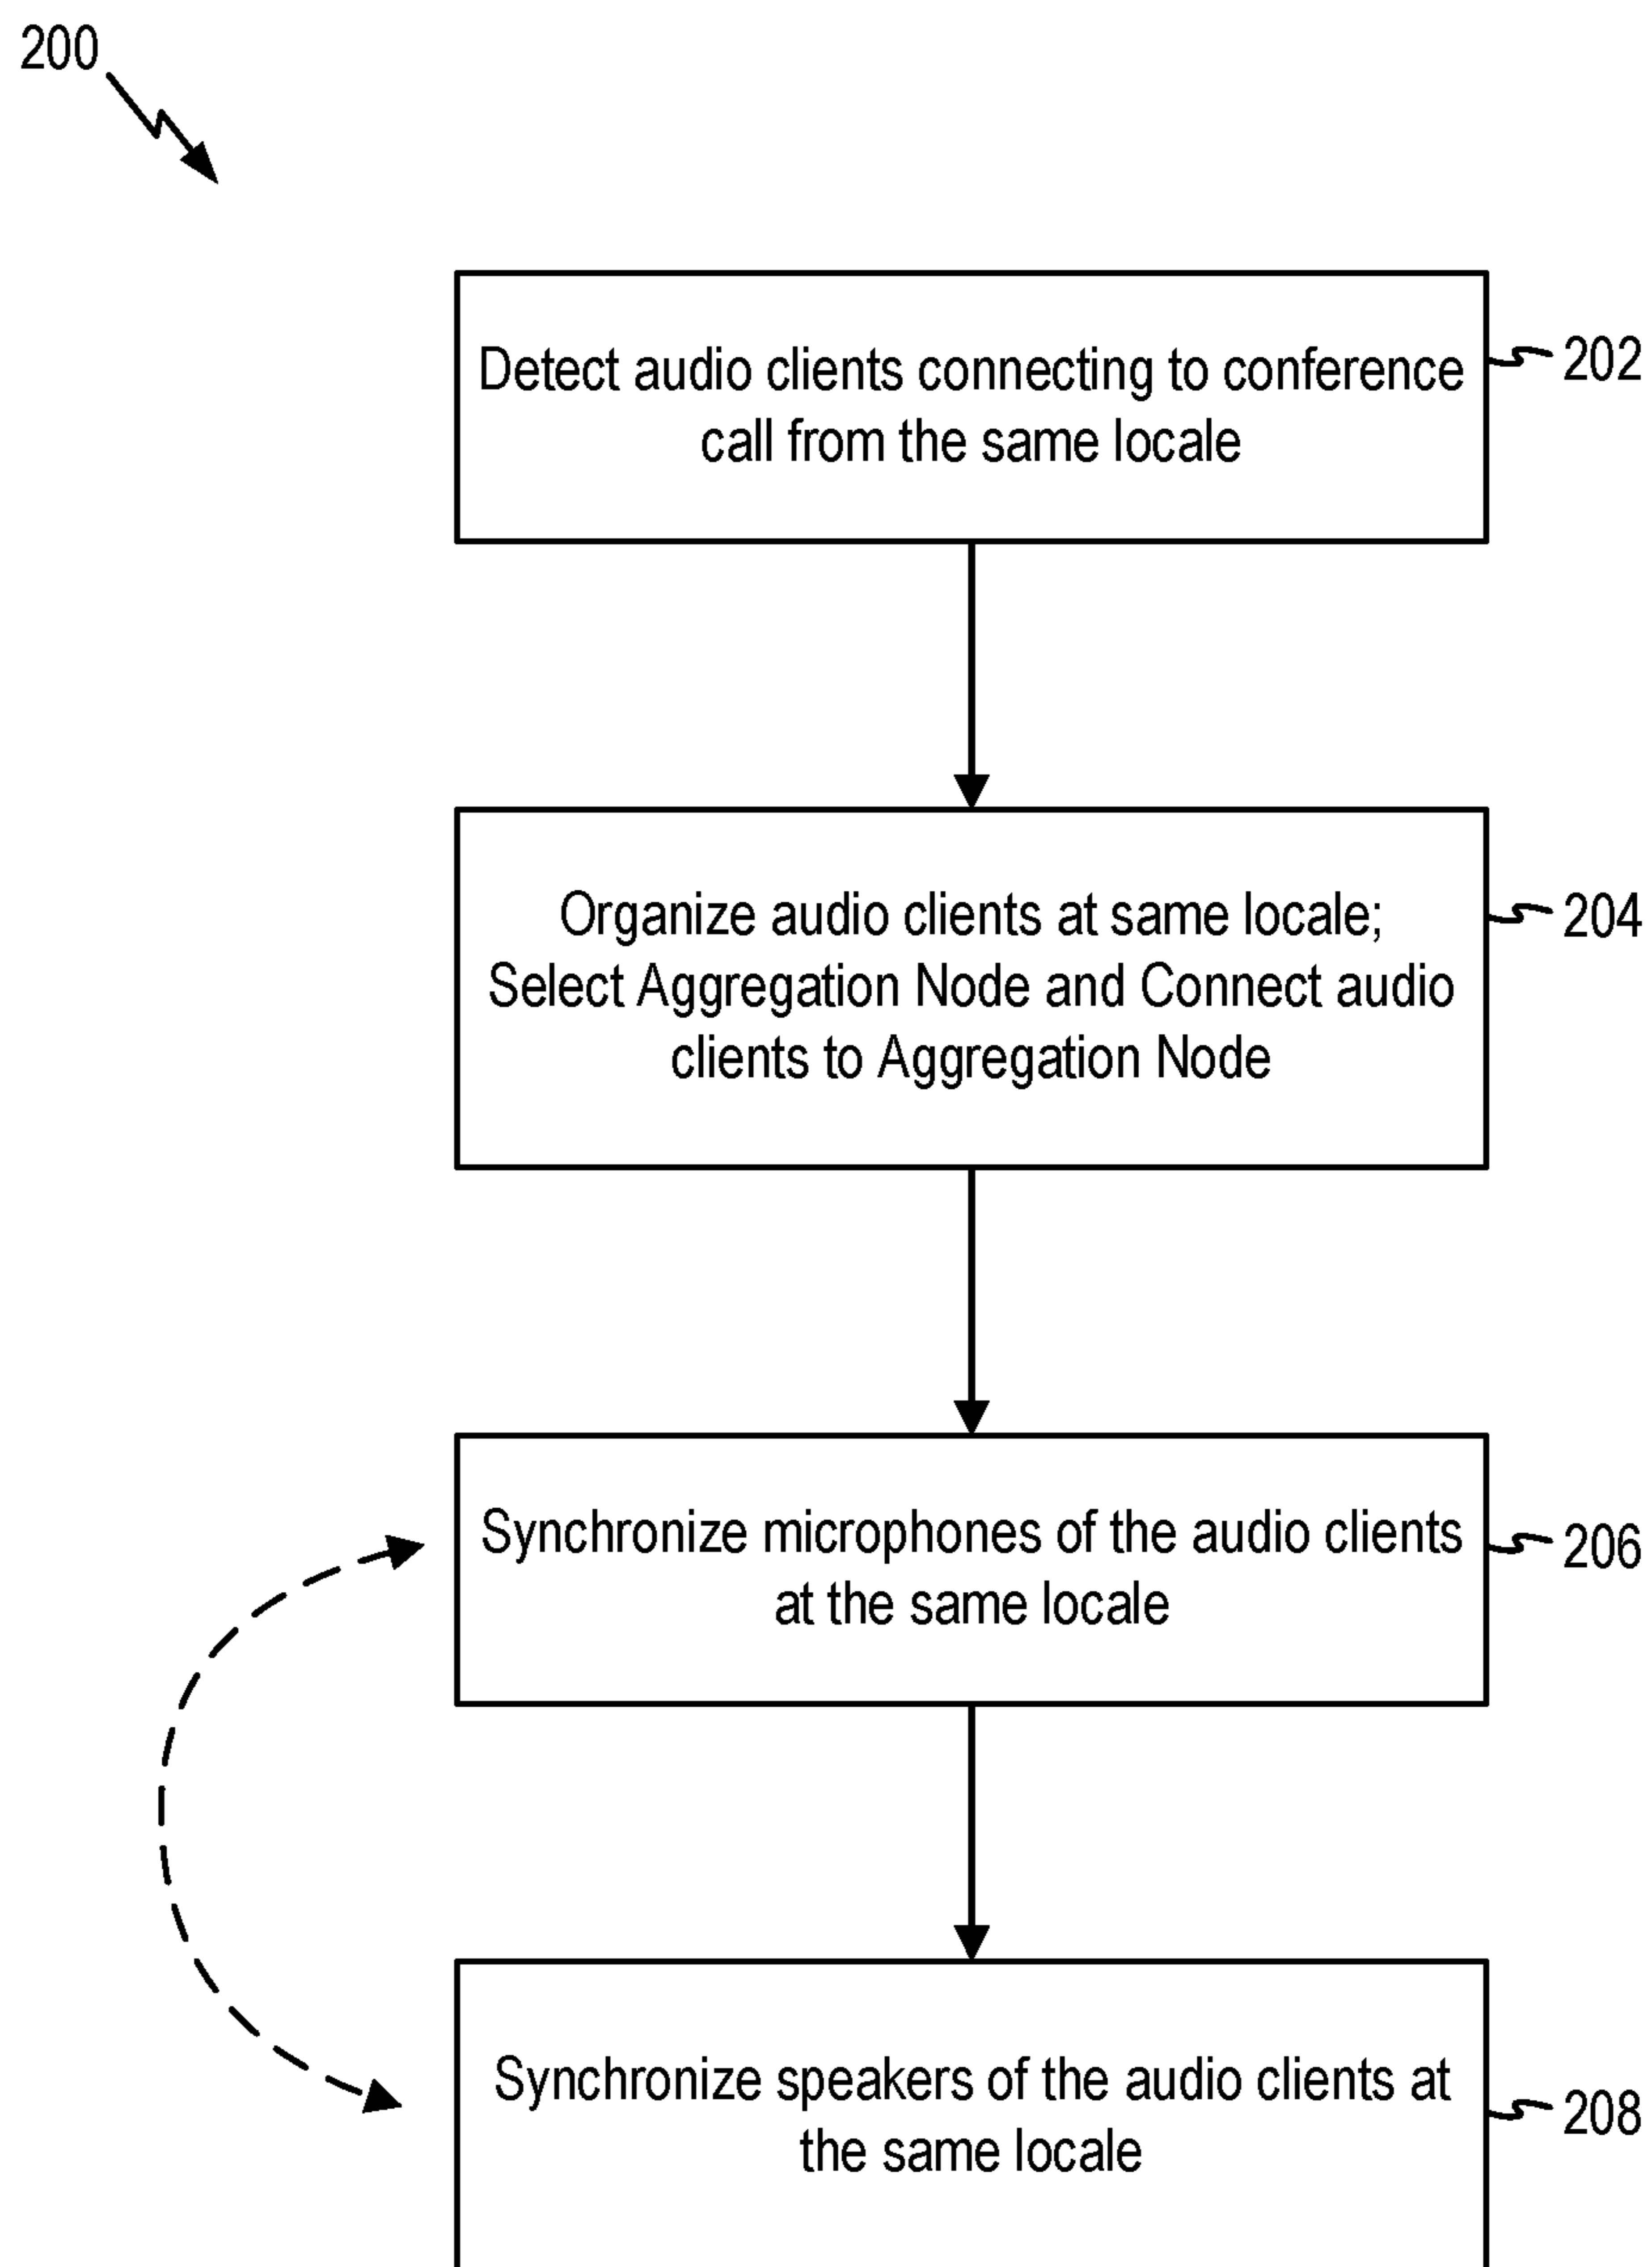 200
Detect audio clients connecting to conference
call from the same locale
202
Organize audio clients at same locale;
Select Aggregation Node and Connect audio
clients to Aggregation Node
204
Synchronize microphones of the audio clients
at the same locale
206
Synchronize speakers of the audio clients at
the same locale
208